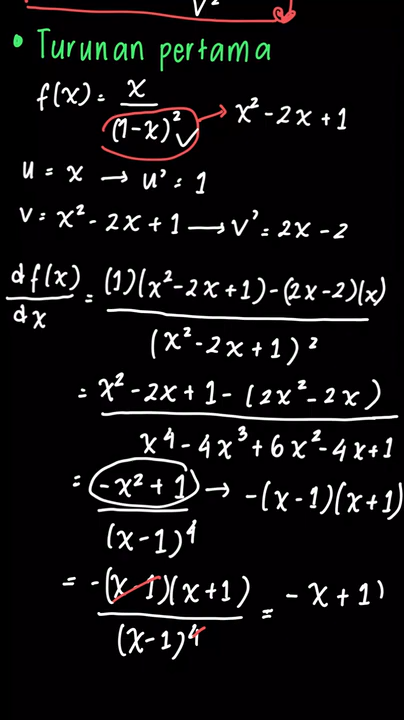 v²
• Turunan pertama
f(x) = x/(1-x)² → x² - 2x + 1
u = x → u' = 1
v = x² - 2x + 1 → v' = 2x - 2
df(x)/dx = (1)(x² - 2x + 1) - (2x - 2)(x)/(x² - 2x + 1)²
= x² - 2x + 1 - (2x² - 2x)/x⁴ - 4x³ + 6x² - 4x + 1
= -x² + 1/(x - 1)⁴ → -(x - 1)(x + 1)
= -(x - 1)(x + 1)/(x - 1)⁴ = -x + 1)